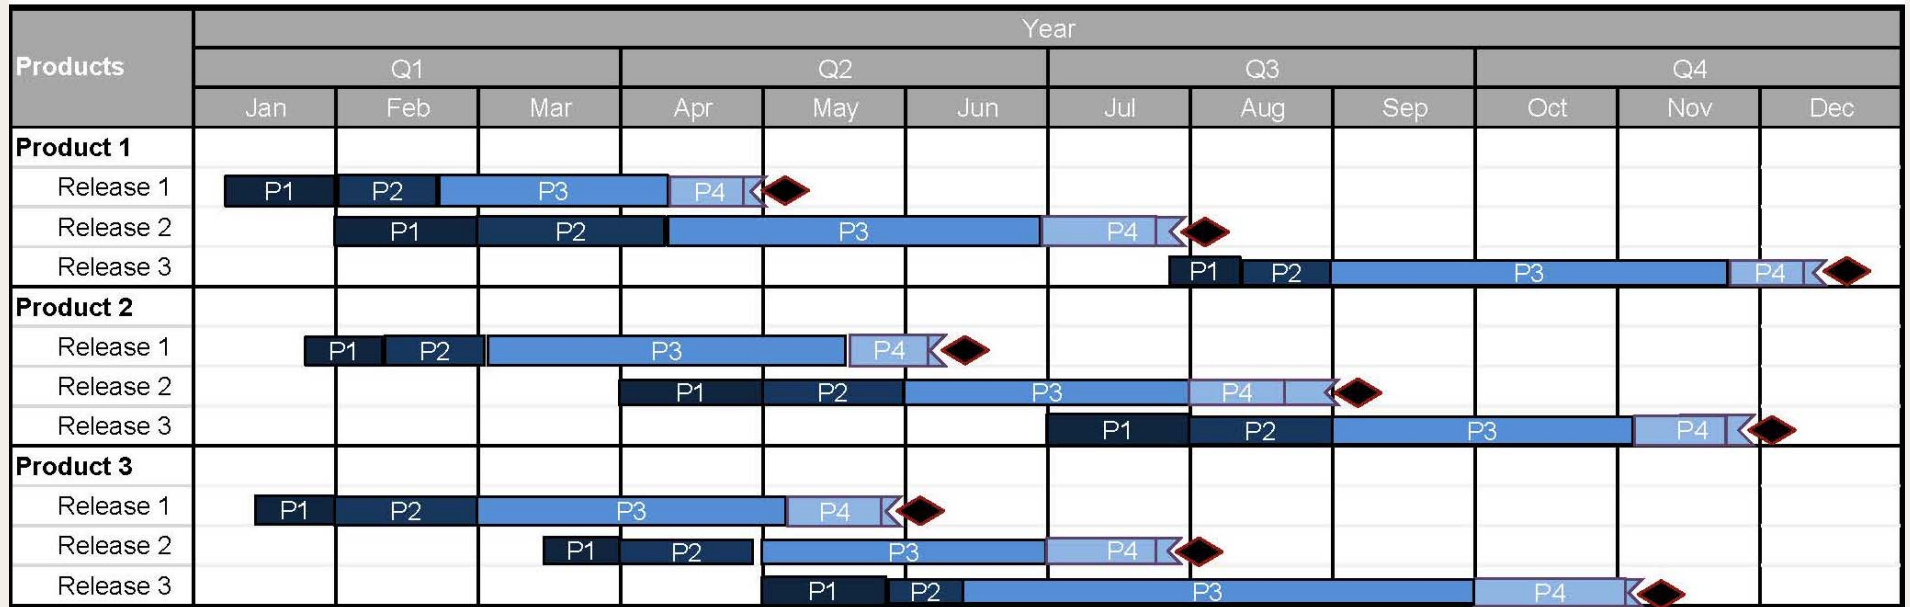 Year
Products
Q1 Q2 Q3 Q4
Jan Feb Mar Apr May Jun Jul Aug Sep Oct Nov Dec
Product 1
Release 1 P1 P2 P3 P4
Release 2 P1 P2 P3 P4
Release 3 P1 P2 P3 P4
Product 2
Release 1 P1 P2 P3 P4
Release 2 P1 P2 P3 P4
Release 3 P1 P2 P3 P4
Product 3
Release 1 P1 P2 P3 P4
Release 2 P1 P2 P3 P4
Release 3 P1 P2 P3 P4